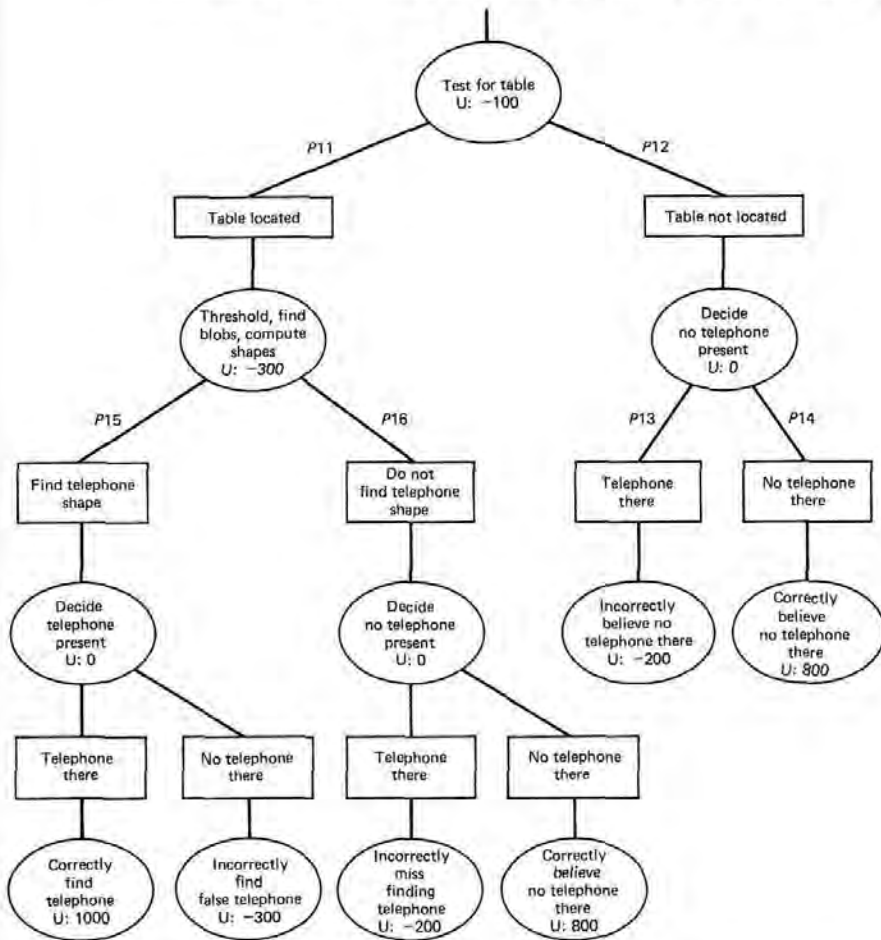 Test for table
U: −100
P11
P12
Table located
Table not located
Threshold, find
blobs, compute
shapes
U: −300
Decide
no telephone
present
U: 0
P15
P16
P13
P14
Find telephone
shape
Do not
find telephone
shape
Telephone
there
No telephone
there
Decide
telephone
present
U: 0
Decide
no telephone
present
U: 0
Incorrectly
believe no
telephone there
U: −200
Correctly
believe
no telephone
there
U: 800
Telephone
there
No telephone
there
Telephone
there
No telephone
there
Correctly
find
telephone
U: 1000
Incorrectly
find
false telephone
U: −300
Incorrectly
miss
finding
telephone
U: −200
Correctly
believe
no telephone
there
U: 800